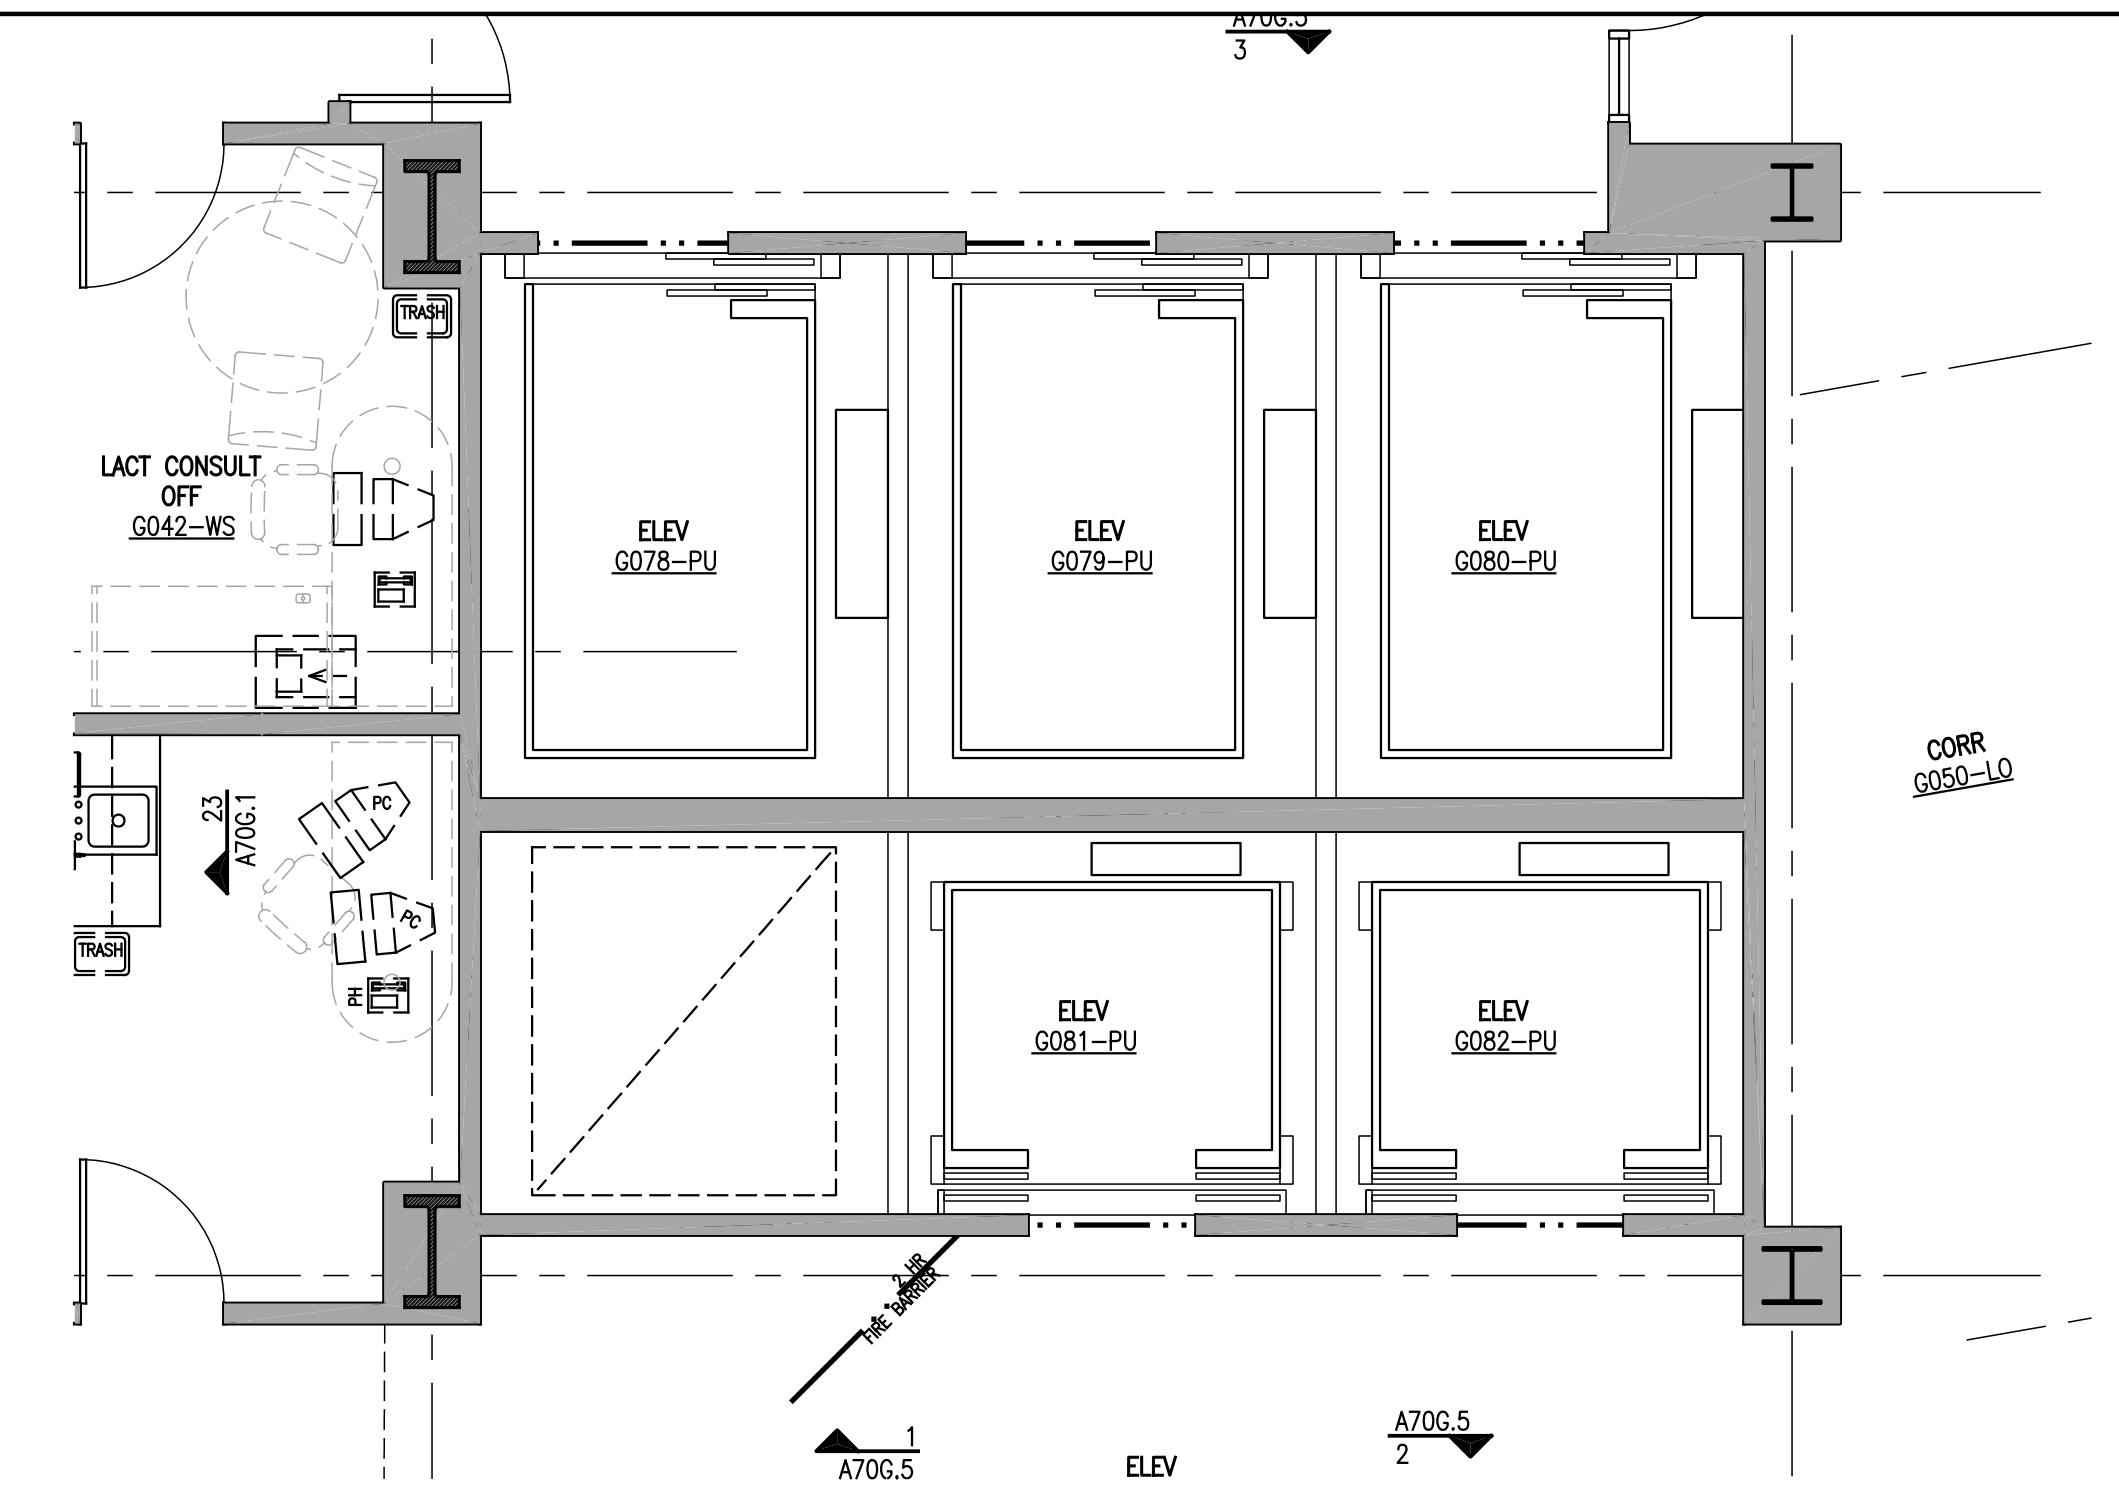 A70G.5
3
TRASH
LACT CONSULT
OFF
G042-WS
ELEV
G078-PU
ELEV
G079-PU
ELEV
G080-PU
CORR
G050-LO
23
A70G.1
PC
PC
TRASH
PH
ELEV
G081-PU
ELEV
G082-PU
2 HR
FIRE BARRIER
1
A70G.5
A70G.5
2
ELEV